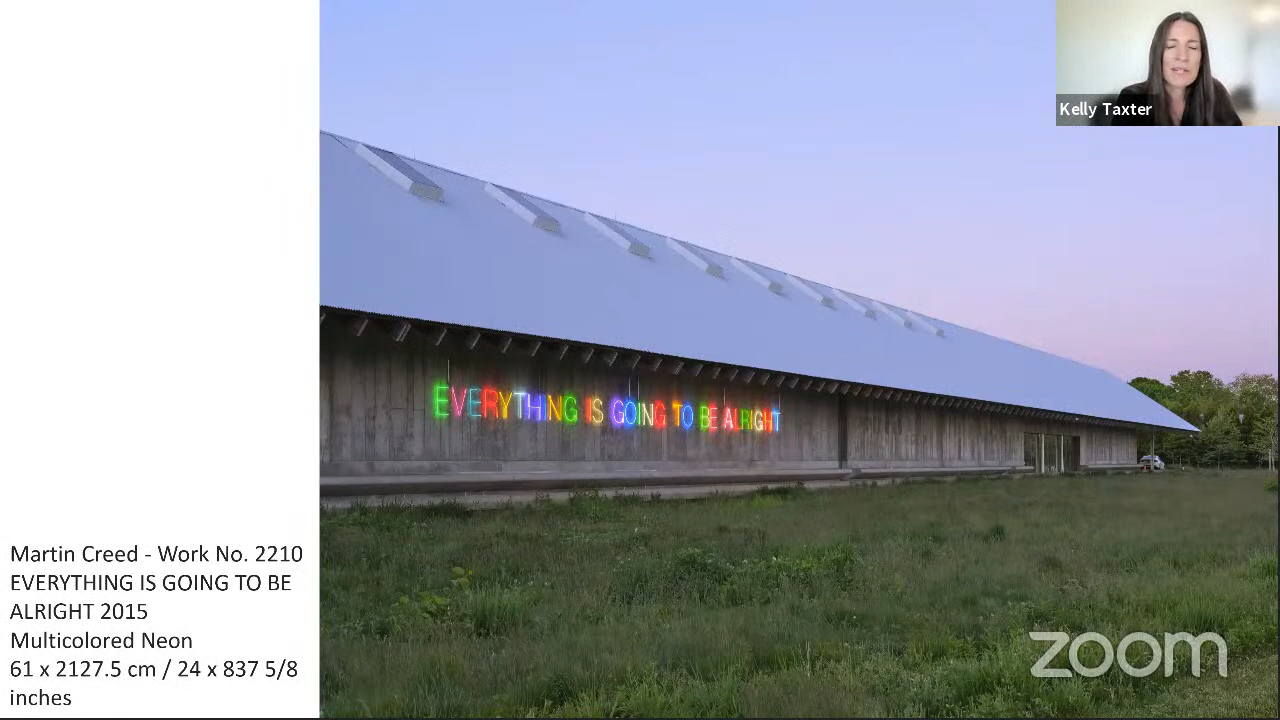 Kelly Taxter
EVERYTHING IS GOING TO BE ALRIGHT
Martin Creed - Work No. 2210
EVERYTHING IS GOING TO BE
ALRIGHT 2015
Multicolored Neon
61 x 2127.5 cm / 24 x 837 5/8
inches
zoom